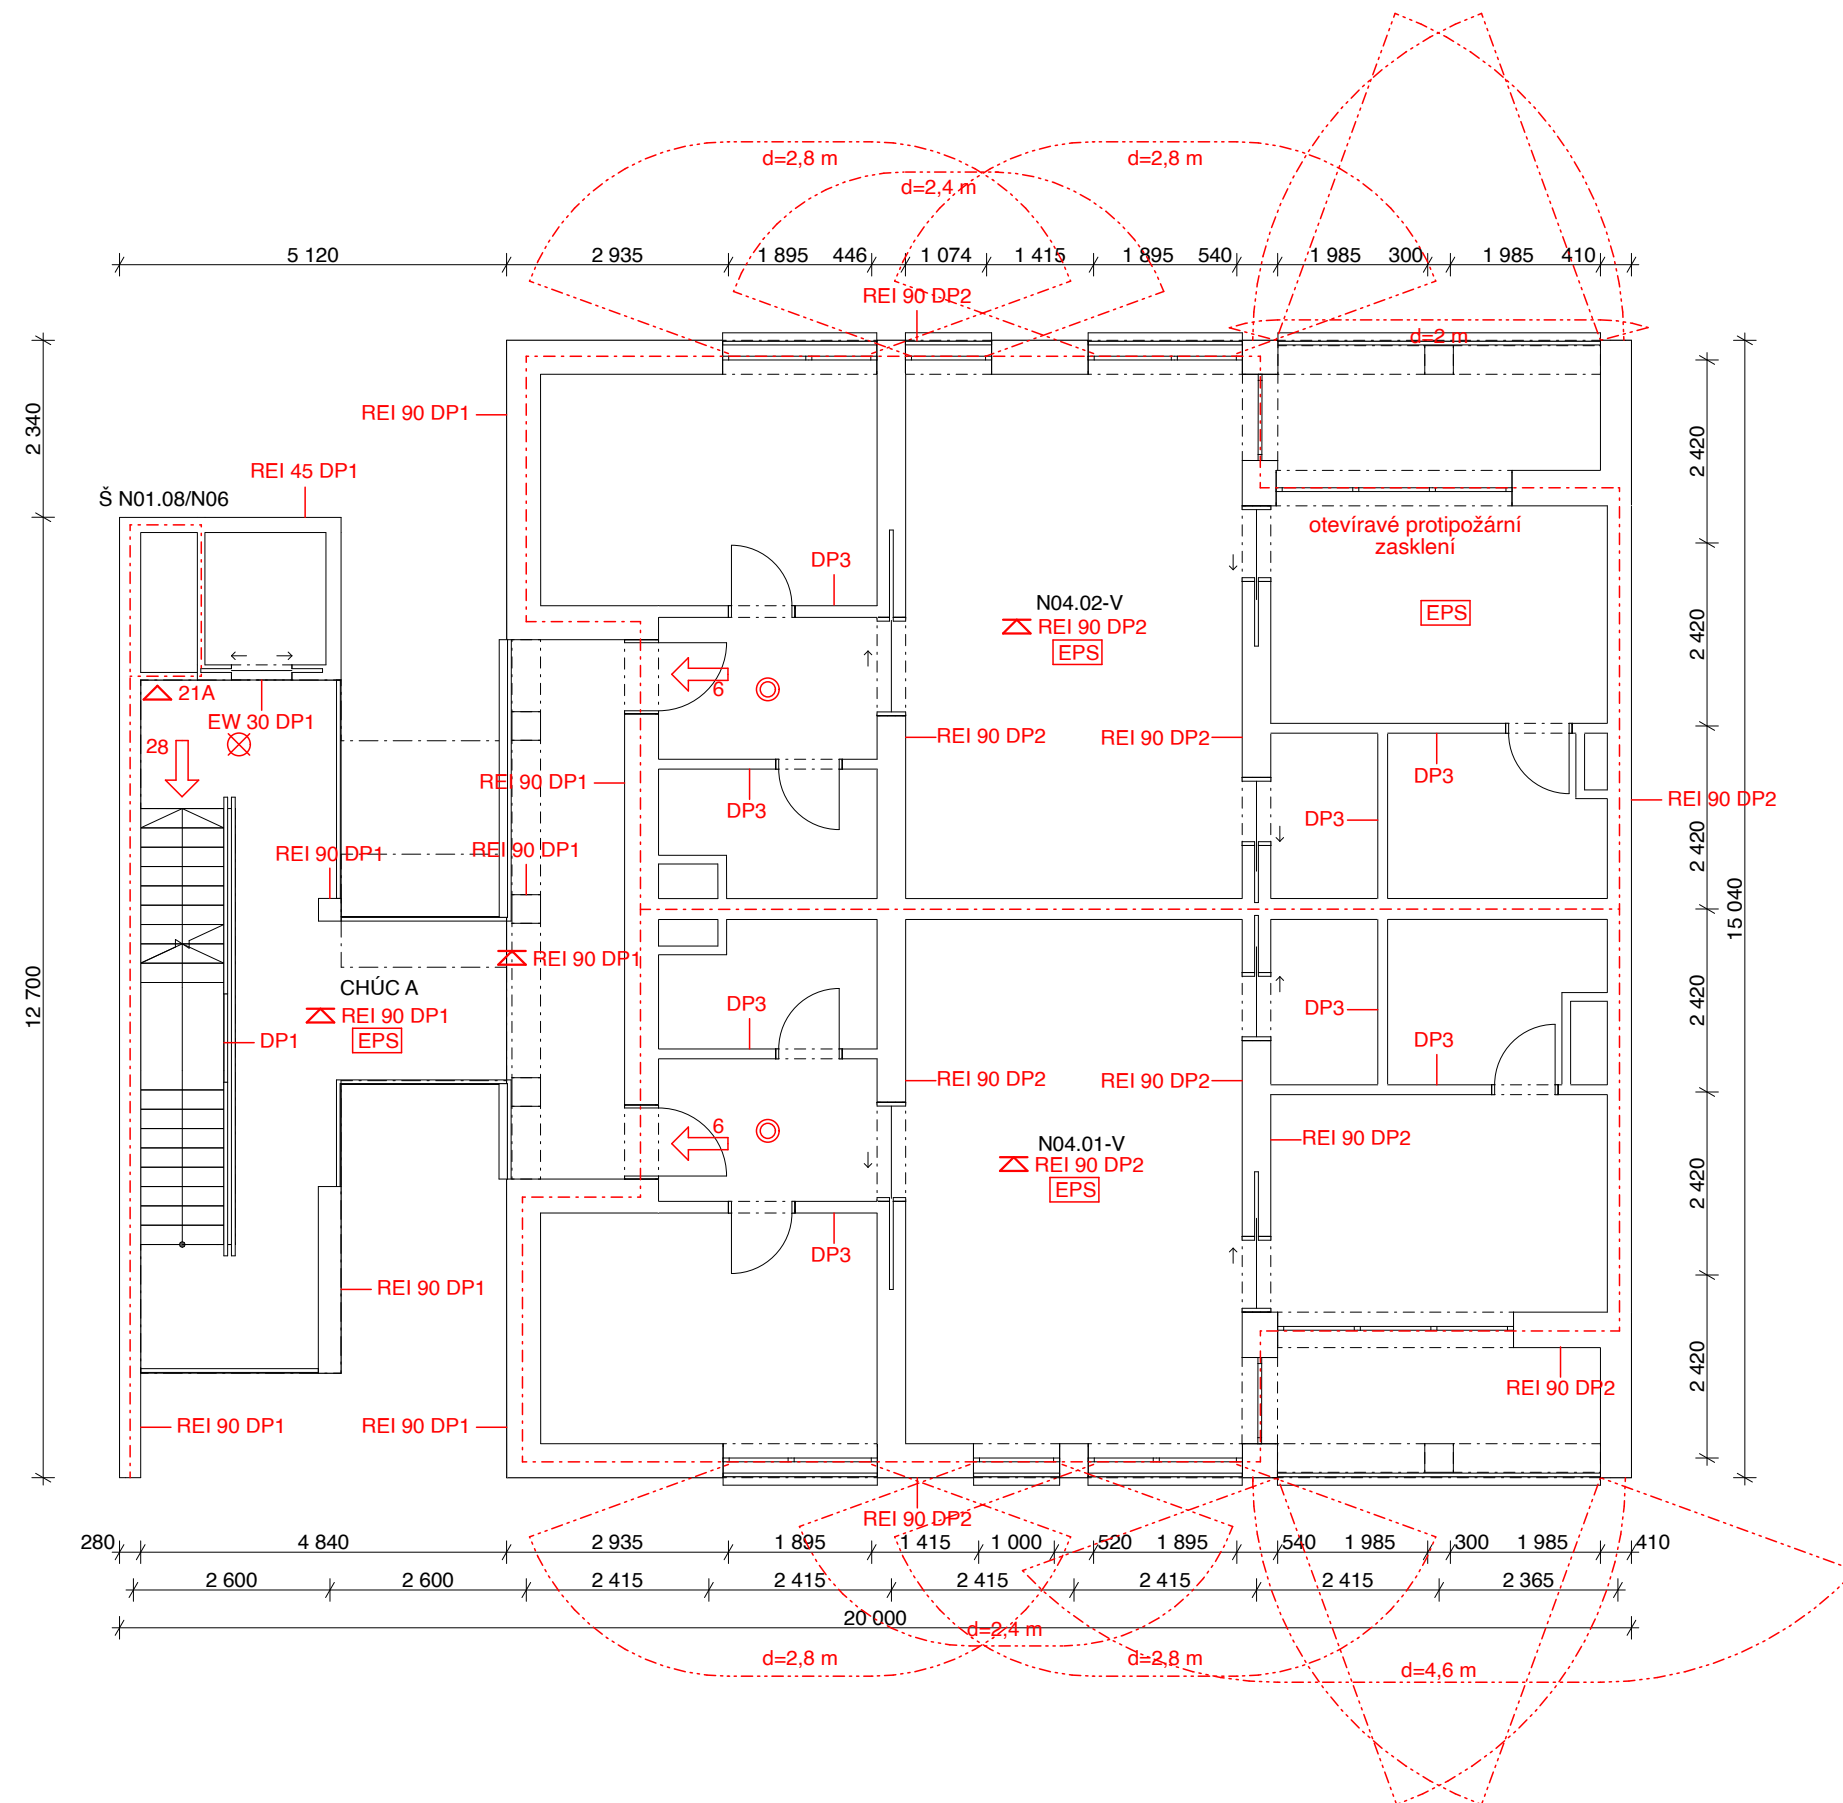 d=2,8 m
d=2,8 m
d=2,4 m
5 120
2 935
1 895
446
1 074
1 415
1 895
540
1 985
300
1 985
410
REI 90 DP2
d=2 m
2 340
REI 90 DP1
2 420
REI 45 DP1
Š N01.08/N06
otevíravé protipožární
zasklení
DP3
N04.02-V
REI 90 DP2
EPS
EPS
2 420
21A
6
EW 30 DP1
28
REI 90 DP2
REI 90 DP2
REI 90 DP1
DP3
DP3
REI 90 DP2
DP3
REI 90 DP1
REI 90 DP1
2 420
15 040
REI 90 DP1
12 700
CHÚC A
REI 90 DP1
EPS
DP1
DP3
DP3
DP3
2 420
REI 90 DP2
REI 90 DP2
6
N04.01-V
REI 90 DP2
EPS
REI 90 DP2
2 420
DP3
REI 90 DP1
2 420
REI 90 DP2
REI 90 DP1
REI 90 DP1
REI 90 DP2
280
4 840
2 935
1 895
1 415
1 000
520
1 895
540
1 985
300
1 985
410
2 600
2 600
2 415
2 415
2 415
2 415
2 415
2 365
20 000
d=2,4 m
d=2,8 m
d=2,8 m
d=4,6 m